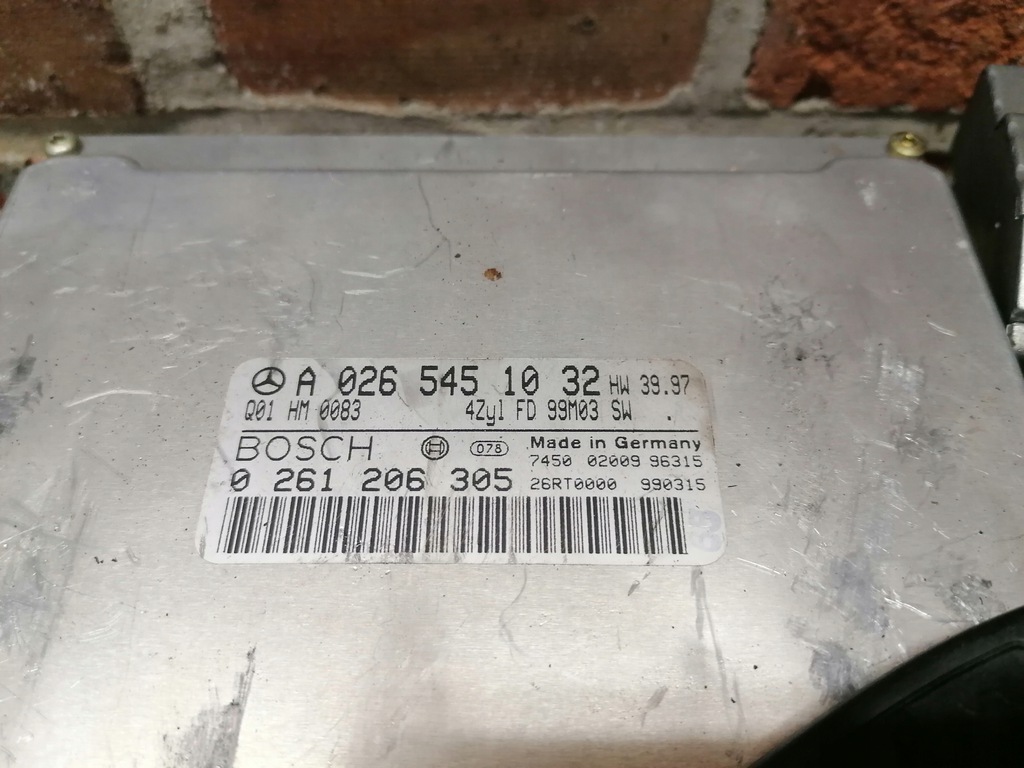 A 026 545 10 32 HW 39.97
Q01 HM 0083 4Zyl FD 99M03 SW .
BOSCH 078 Made in Germany
7450 02009 96315
0 261 206 305 26RT0000 990315